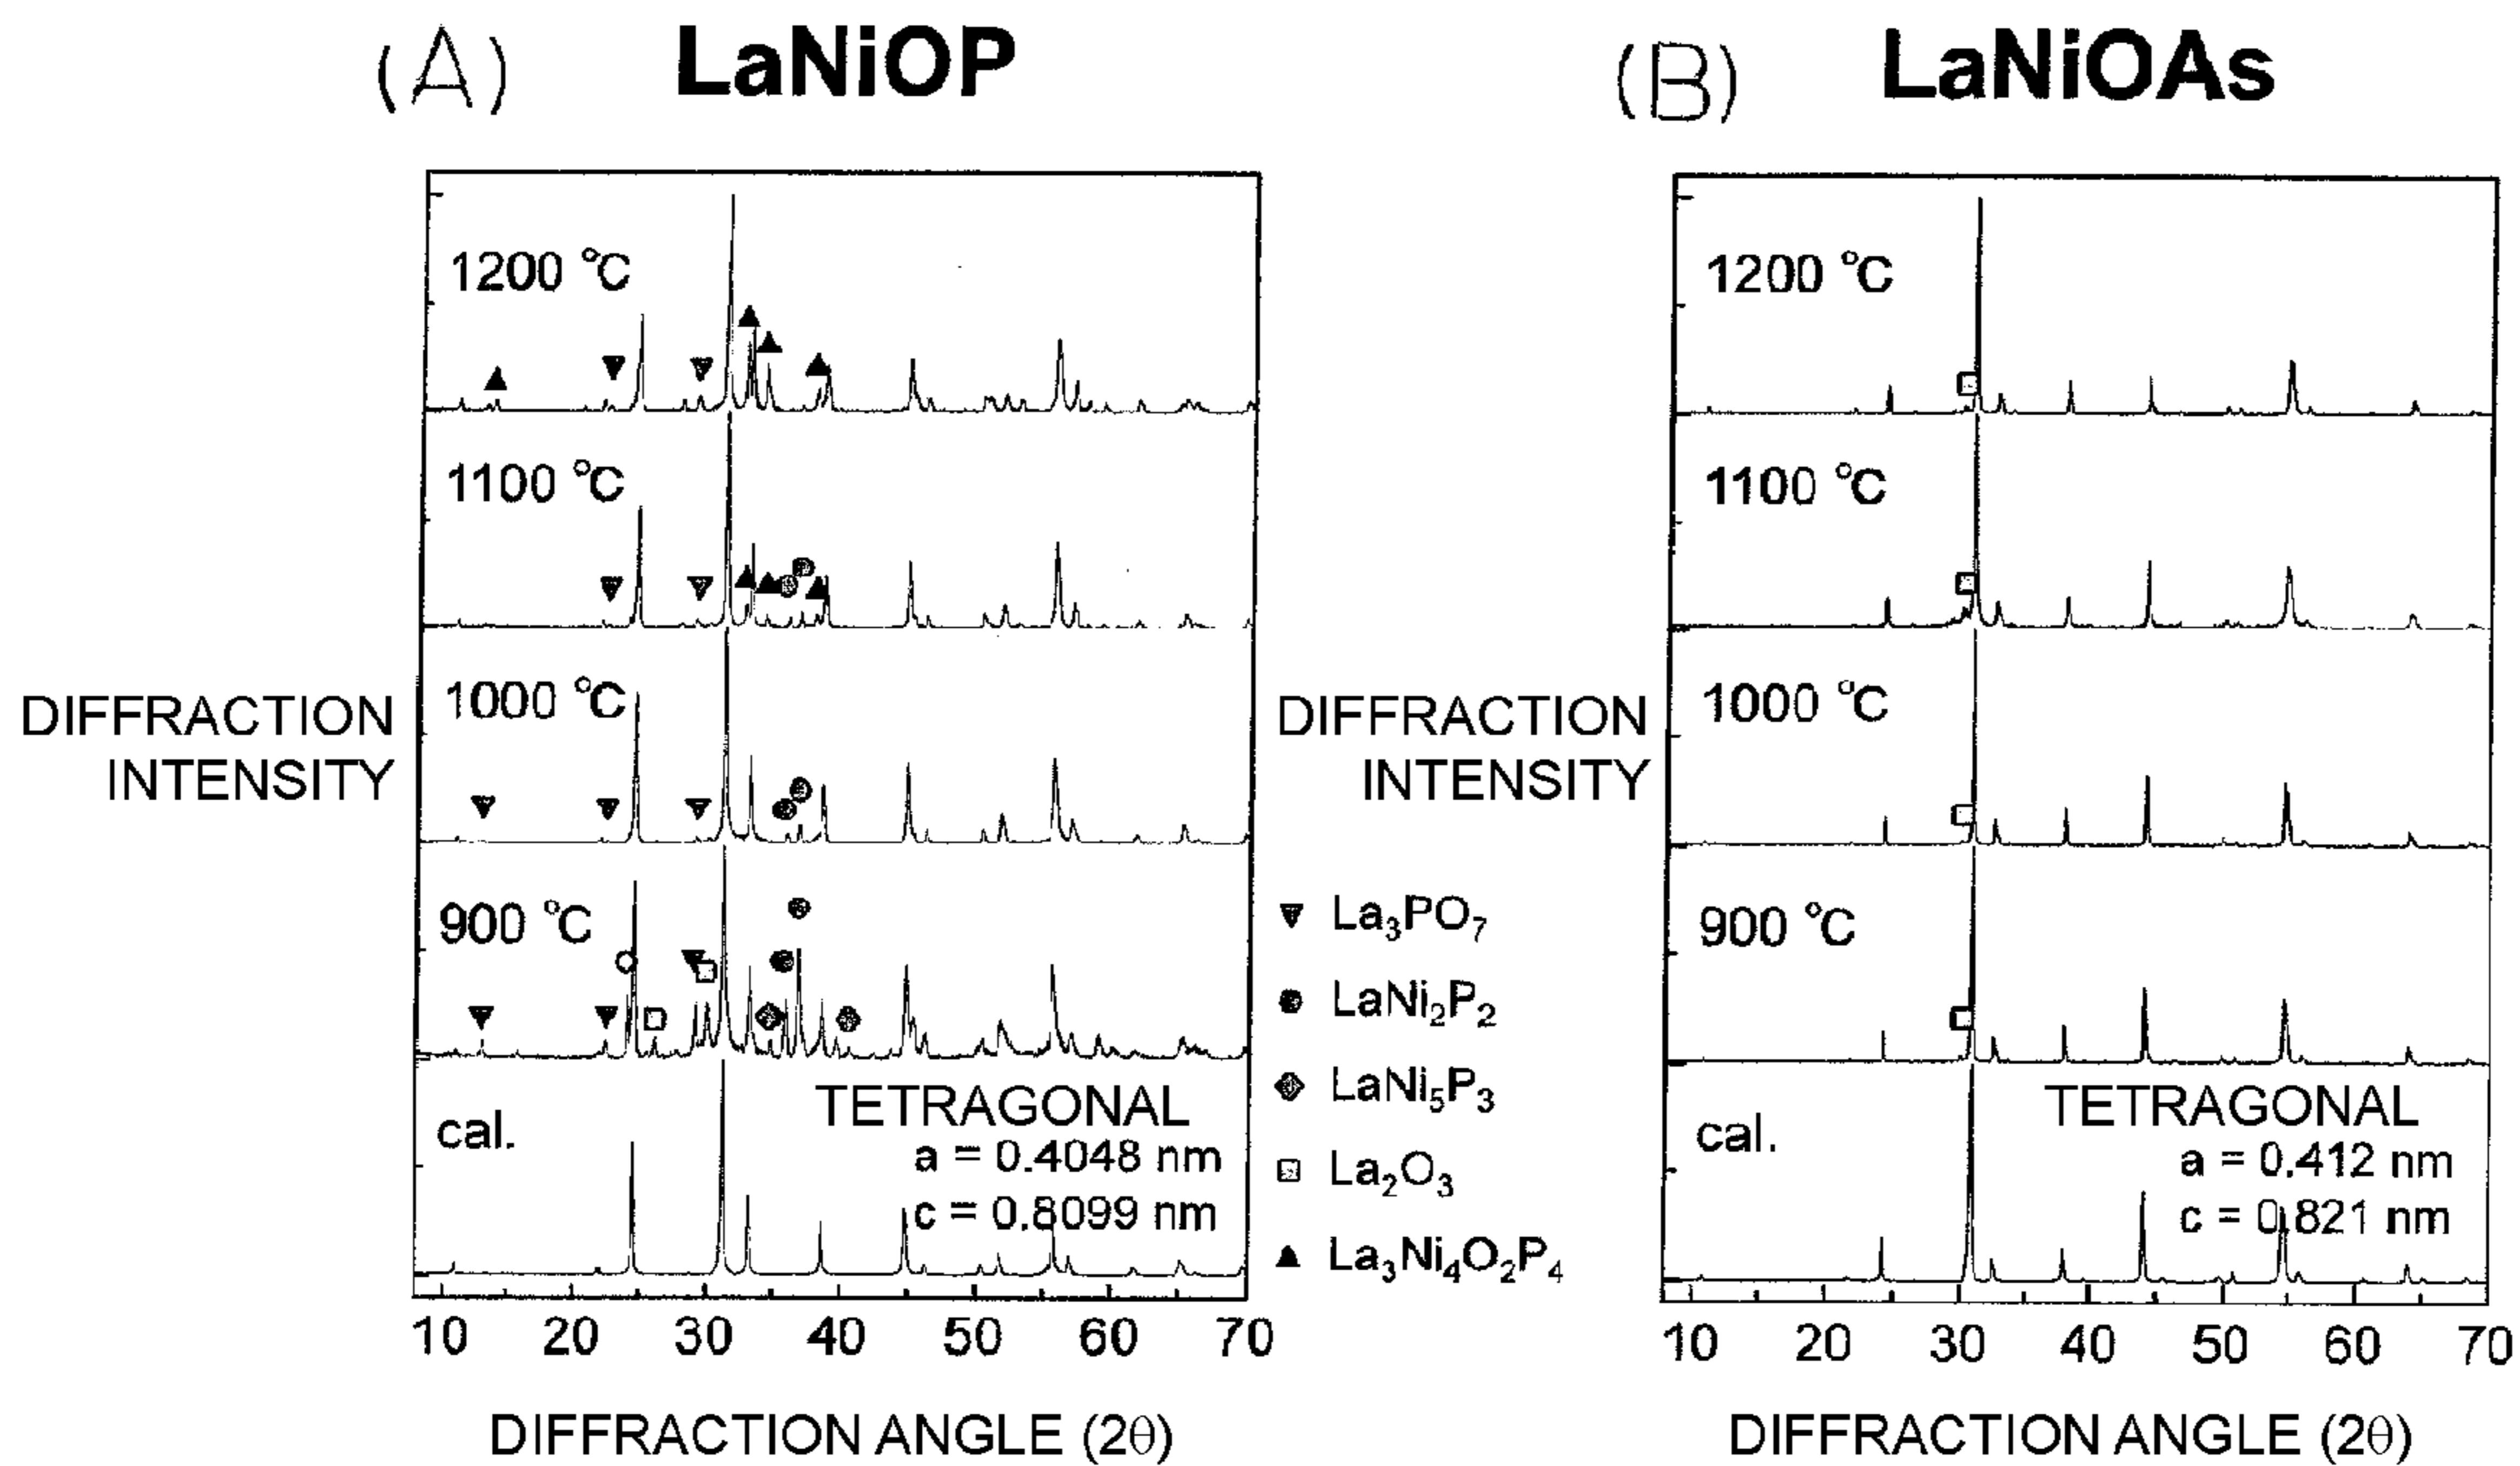 (A) LaNiOP
1200 °C
1100 °C
1000 °C
900 °C
cal.
TETRAGONAL
a = 0.4048 nm
c = 0.8099 nm
DIFFRACTION
INTENSITY
10 20 30 40 50 60 70
DIFFRACTION ANGLE (2θ)
▼ La₃PO₇
● LaNi₂P₂
◆ LaNi₅P₃
□ La₂O₃
▲ La₃Ni₄O₂P₄
(B) LaNiOAs
1200 °C
1100 °C
1000 °C
900 °C
cal.
TETRAGONAL
a = 0.412 nm
c = 0.821 nm
DIFFRACTION
INTENSITY
10 20 30 40 50 60 70
DIFFRACTION ANGLE (2θ)